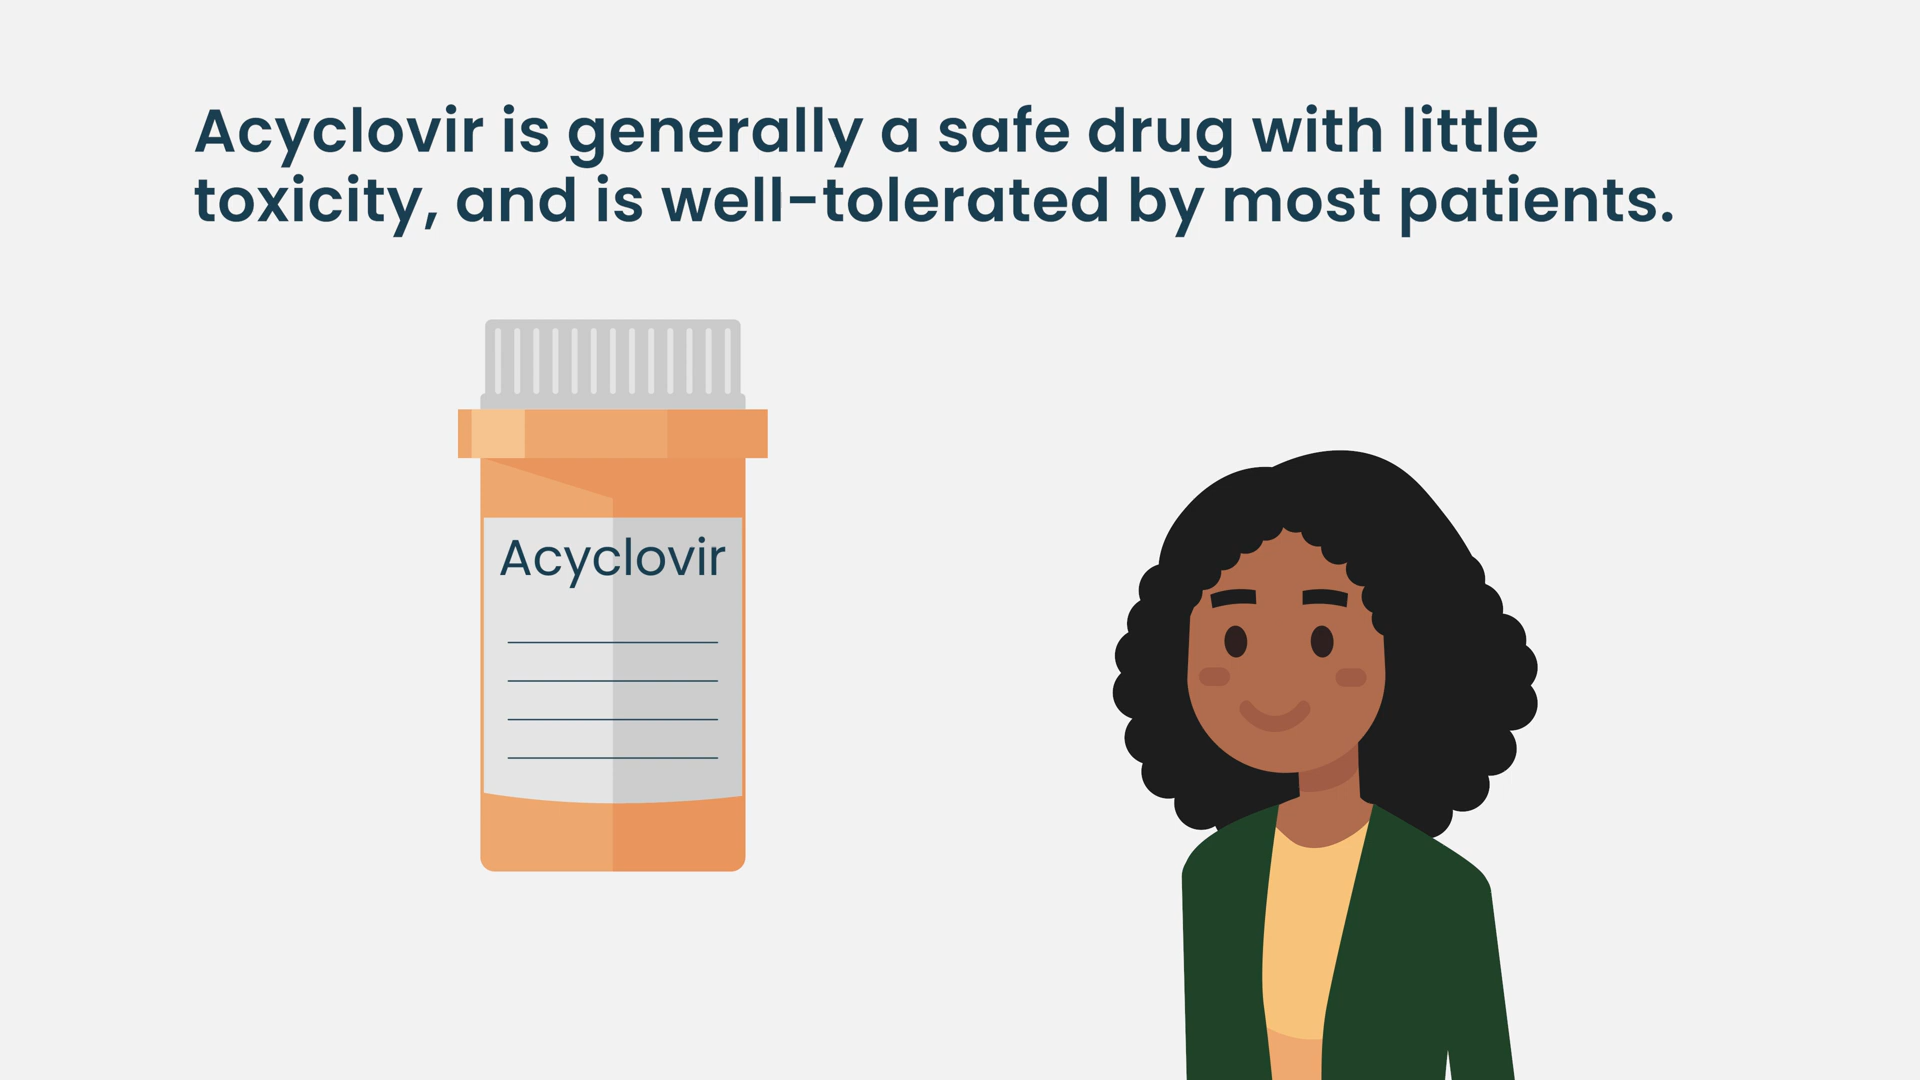 Acyclovir is generally a safe drug with little
toxicity, and is well-tolerated by most patients.
Acyclovir